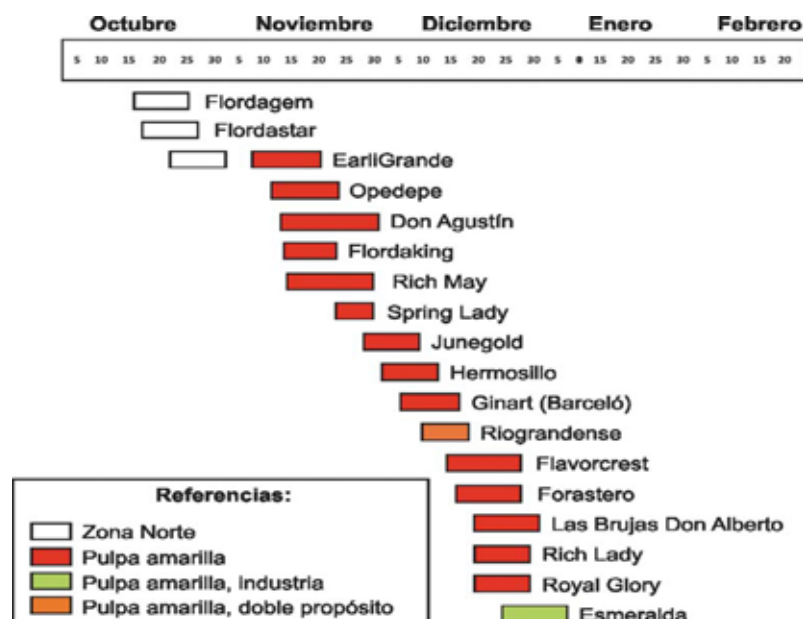 Octubre Noviembre Diciembre Enero Febrero
5 10 15 20 25 30 5 10 15 20 25 30 5 10 15 20 25 30 5 8 15 20 25 30 5 10 15 20
Flordagem
Flordastar
EarliGrande
Opedepe
Don Agustín
Flordaking
Rich May
Spring Lady
Junegold
Hermosillo
Ginart (Barceló)
Riograndense
Flavorcrest
Forastero
Las Brujas Don Alberto
Rich Lady
Royal Glory
Esmeralda
Referencias:
Zona Norte
Pulpa amarilla
Pulpa amarilla, industria
Pulpa amarilla, doble propósito